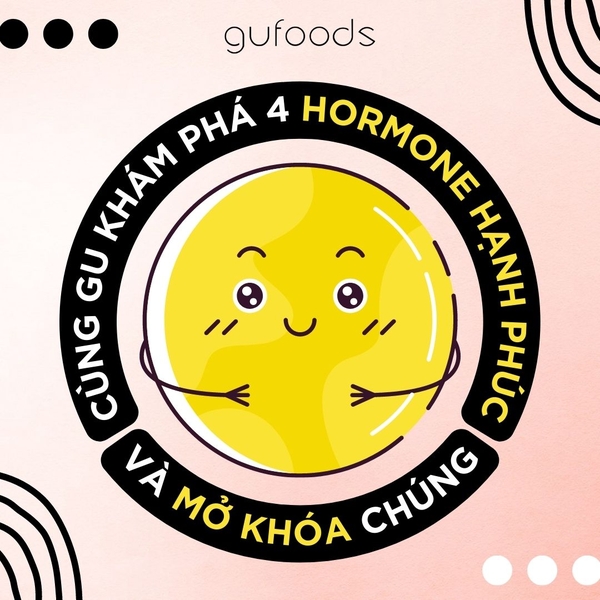 gufoods
CÙNG GU KHÁM PHÁ 4 HORMONE HẠNH PHÚC
VÀ MỞ KHÓA CHÚNG